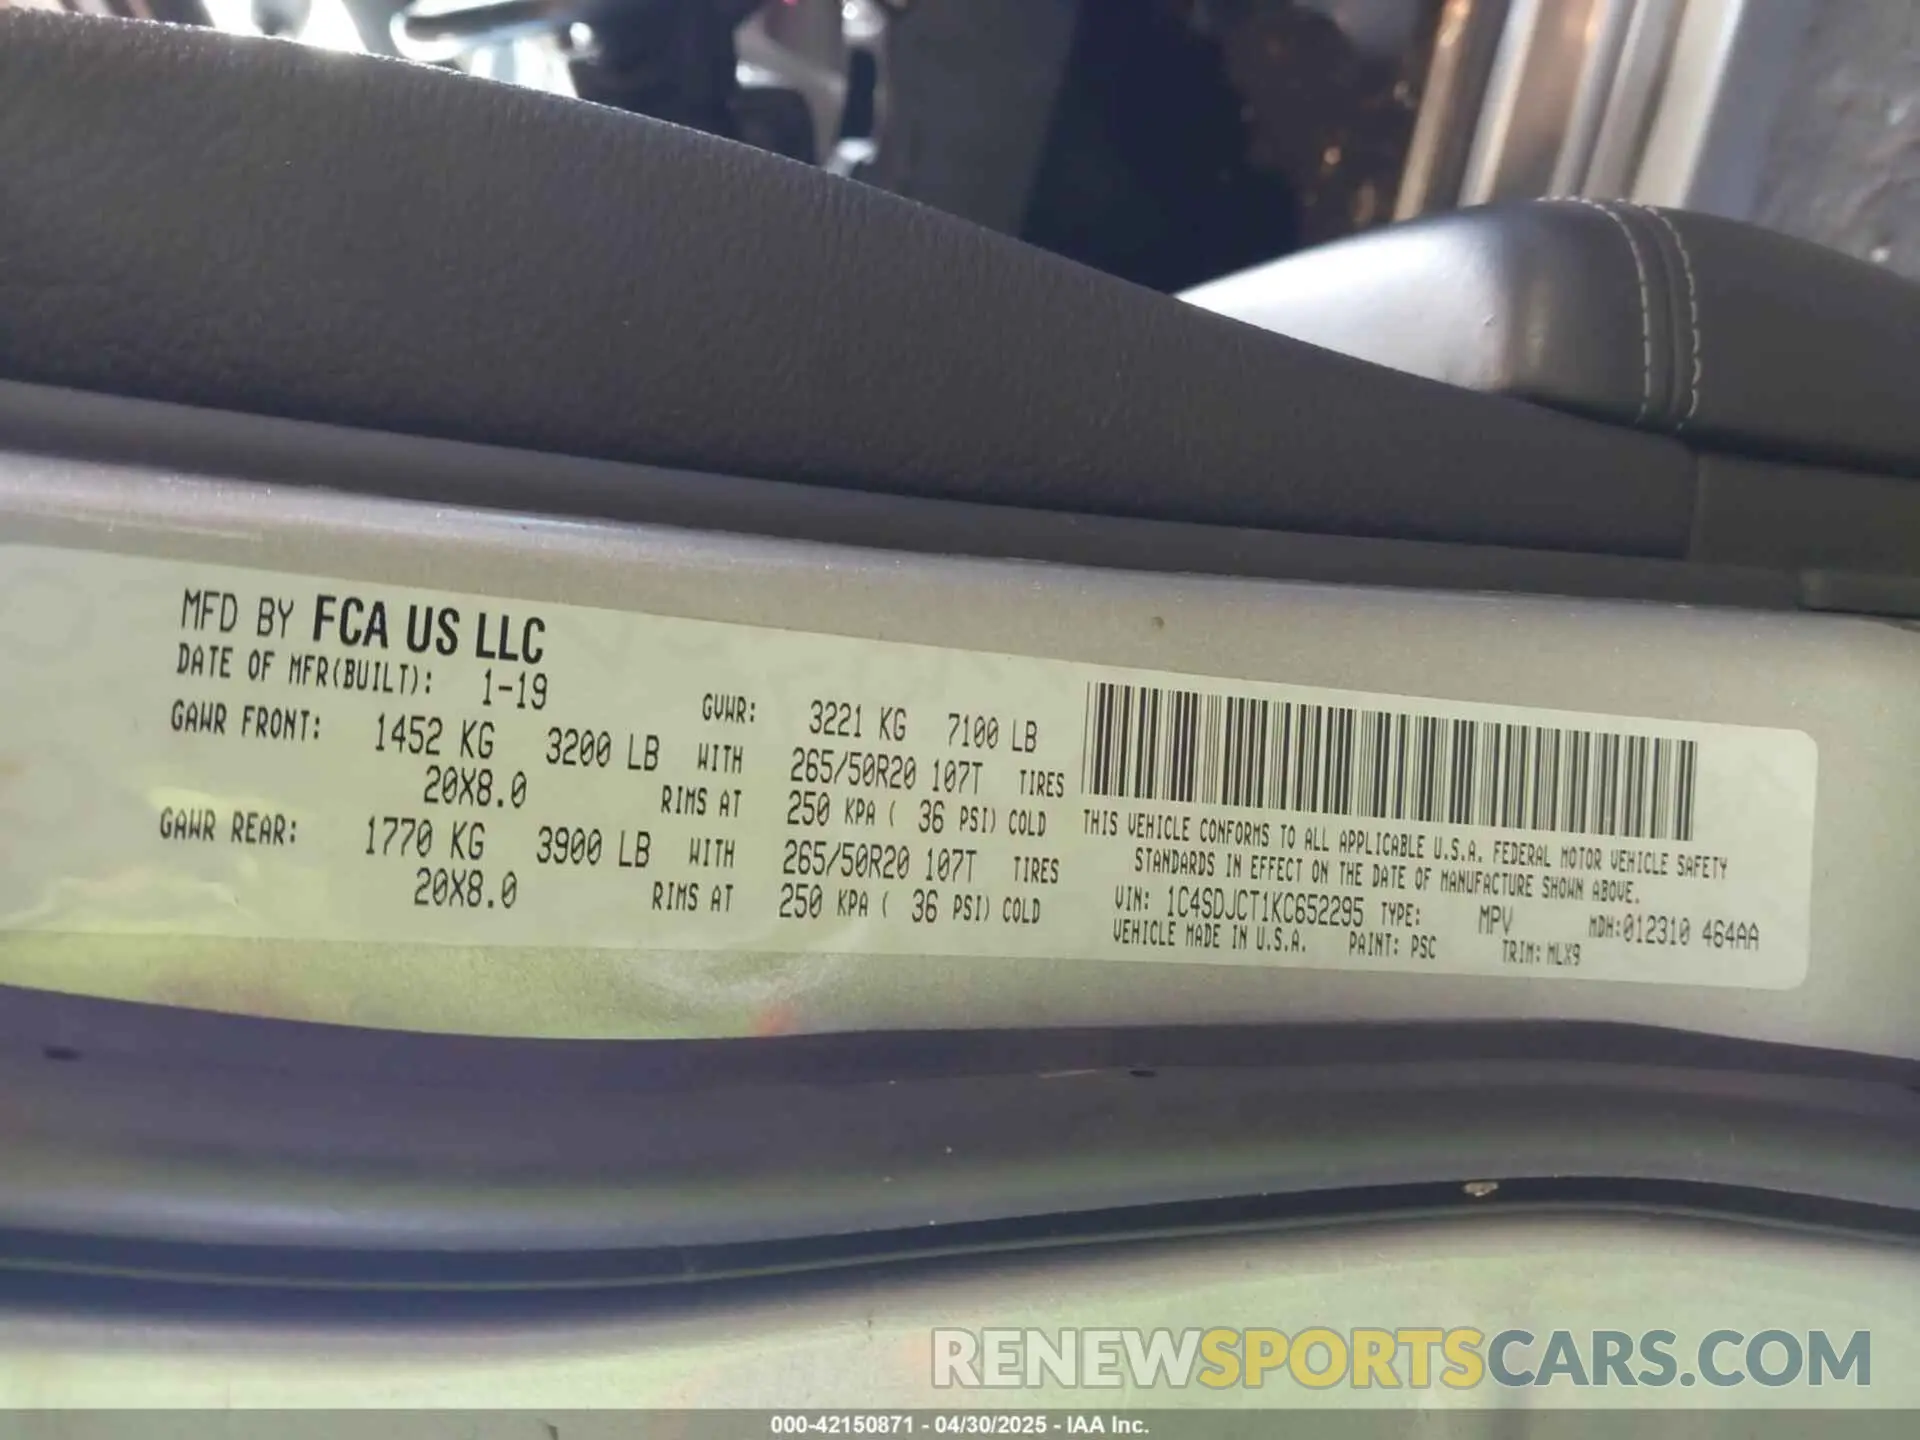 MFD BY FCA US LLC
DATE OF MFR(BUILT): 1-19 GVWR: 3221 KG 7100 LB
GAWR FRONT: 1452 KG 3200 LB WITH 265/50R20 107T TIRES
20X8.0 RIMS AT 250 KPA ( 36 PSI) COLD
GAWR REAR: 1770 KG 3900 LB WITH 265/50R20 107T TIRES
20X8.0 RIMS AT 250 KPA ( 36 PSI) COLD
THIS VEHICLE CONFORMS TO ALL APPLICABLE U.S.A. FEDERAL MOTOR VEHICLE SAFETY
STANDARDS IN EFFECT ON THE DATE OF MANUFACTURE SHOWN ABOVE.
VIN: 1C4SDJCT1KC652295 TYPE: MPV MDH:012310 464AA
VEHICLE MADE IN U.S.A. PAINT: PSC TRIM: MLX9
RENEWSPORTSCARS.COM
000-42150871 - 04/30/2025 - IAA Inc.